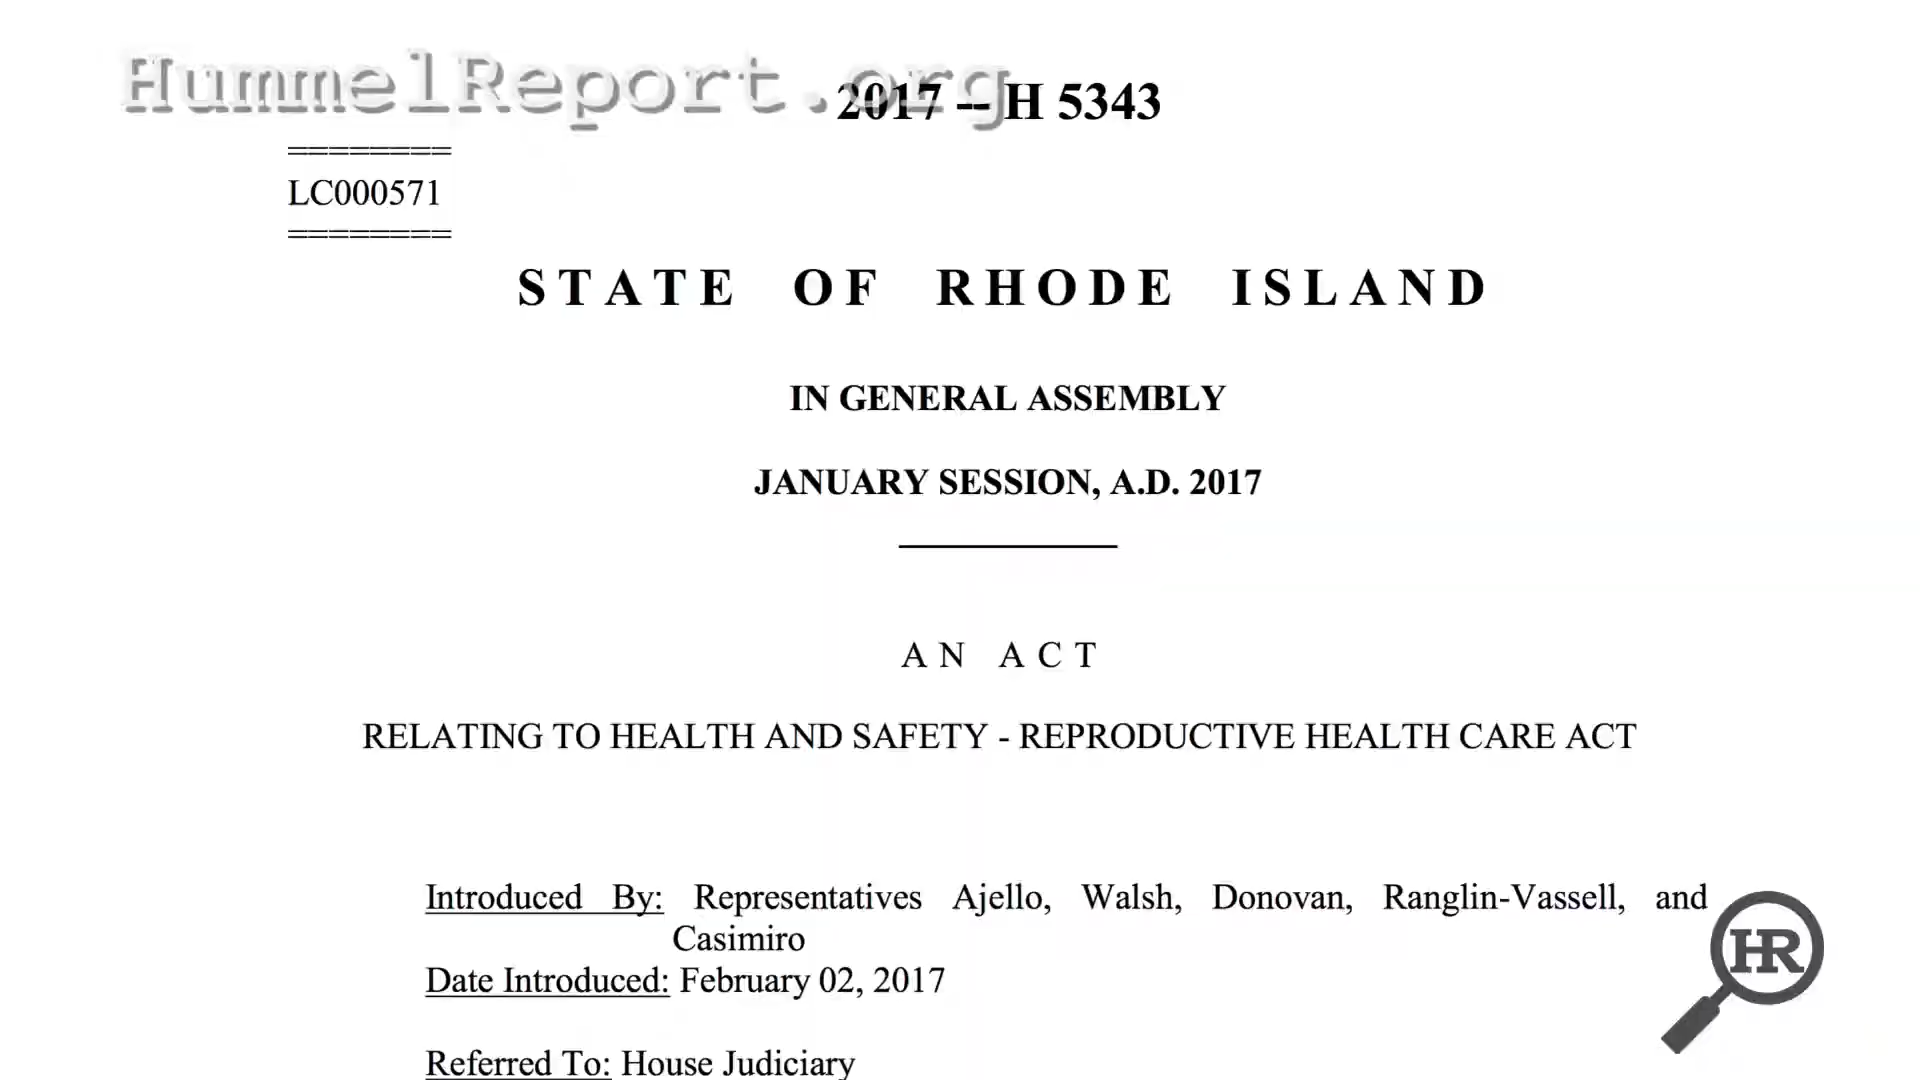 HummelReport.org
2017 -- H 5343
========
LC000571
========
STATE OF RHODE ISLAND
IN GENERAL ASSEMBLY
JANUARY SESSION, A.D. 2017
AN ACT
RELATING TO HEALTH AND SAFETY - REPRODUCTIVE HEALTH CARE ACT
Introduced By: Representatives Ajello, Walsh, Donovan, Ranglin-Vassell, and
Casimiro
Date Introduced: February 02, 2017
HR
Referred To: House Judiciary